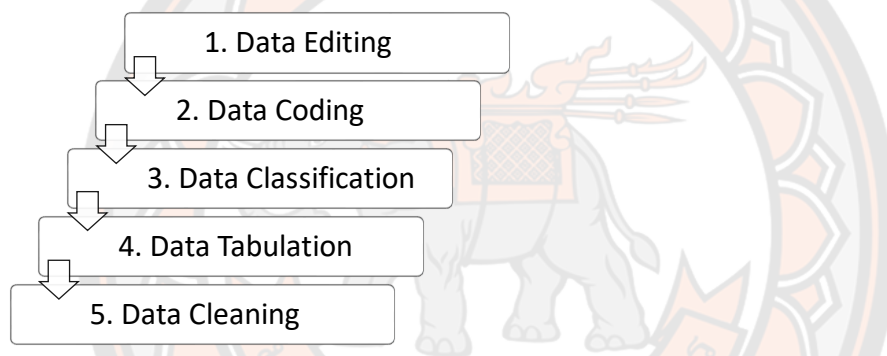 1. Data Editing
2. Data Coding
3. Data Classification
4. Data Tabulation
5. Data Cleaning